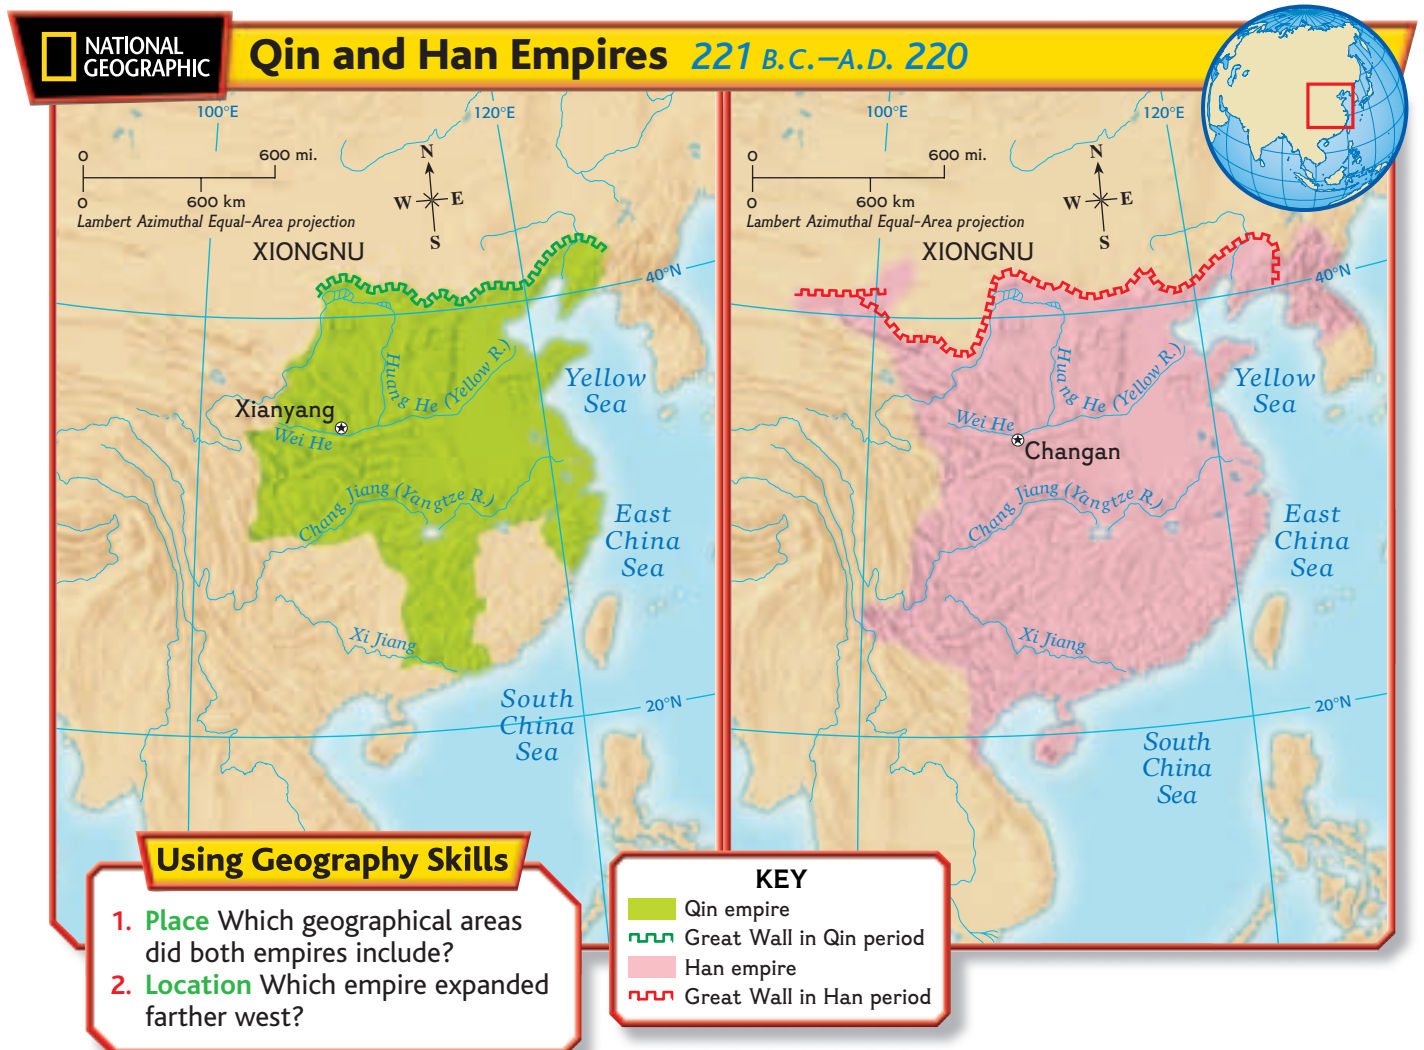 NATIONAL
GEOGRAPHIC
Qin and Han Empires 221 B.C.–A.D. 220
100°E
120°E
0
600 mi.
0
600 km
Lambert Azimuthal Equal-Area projection
N
W
E
S
XIONGNU
40°N
Huang He (Yellow R.)
Yellow
Sea
Xianyang
Wei He
Chang Jiang (Yangtze R.)
East
China
Sea
Xi Jiang
South
China
Sea
20°N
100°E
120°E
0
600 mi.
0
600 km
Lambert Azimuthal Equal-Area projection
N
W
E
S
XIONGNU
40°N
Huang He (Yellow R.)
Yellow
Sea
Wei He
Changan
Chang Jiang (Yangtze R.)
East
China
Sea
Xi Jiang
20°N
South
China
Sea
Using Geography Skills
1. Place Which geographical areas
did both empires include?
2. Location Which empire expanded
farther west?
KEY
Qin empire
Great Wall in Qin period
Han empire
Great Wall in Han period